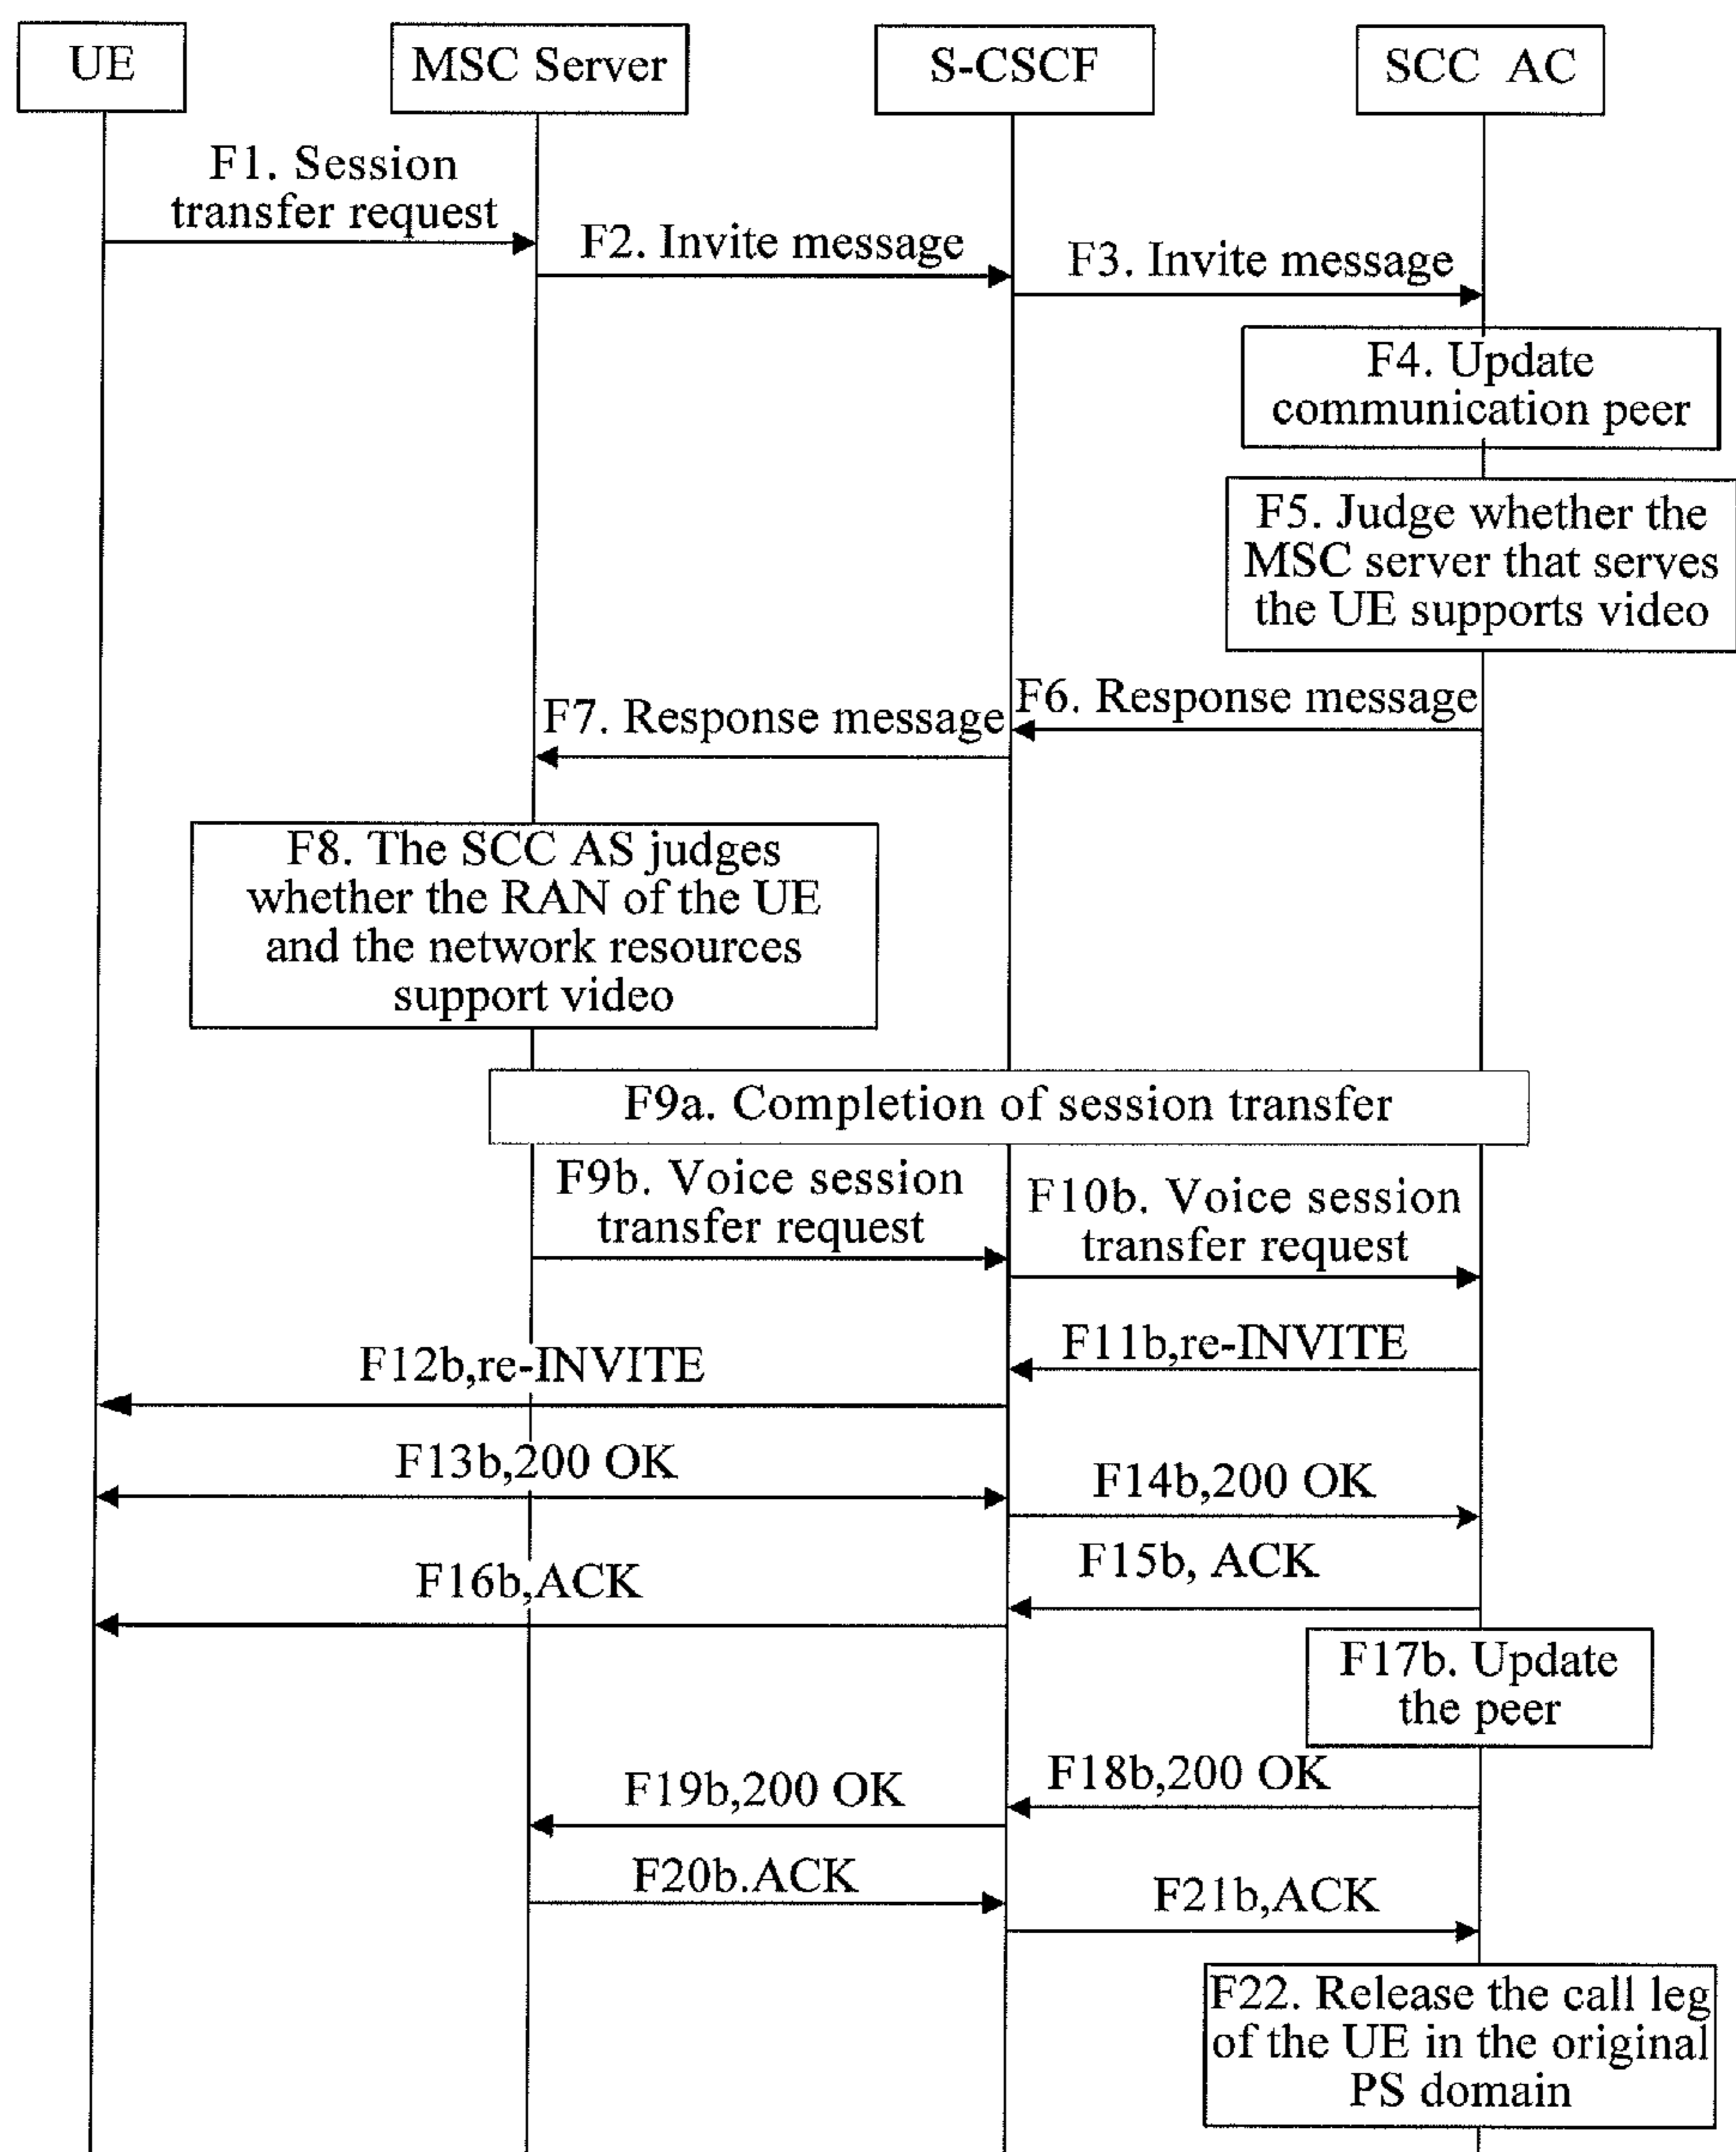 UE
MSC Server
S-CSCF
SCC AC
F1. Session
transfer request
F2. Invite message
F3. Invite message
F4. Update
communication peer
F5. Judge whether the
MSC server that serves
the UE supports video
F6. Response message
F7. Response message
F8. The SCC AS judges
whether the RAN of the UE
and the network resources
support video
F9a. Completion of session transfer
F9b. Voice session
transfer request
F10b. Voice session
transfer request
F11b,re-INVITE
F12b,re-INVITE
F13b,200 OK
F14b,200 OK
F15b, ACK
F16b,ACK
F17b. Update
the peer
F18b,200 OK
F19b,200 OK
F20b.ACK
F21b,ACK
F22. Release the call leg
of the UE in the original
PS domain